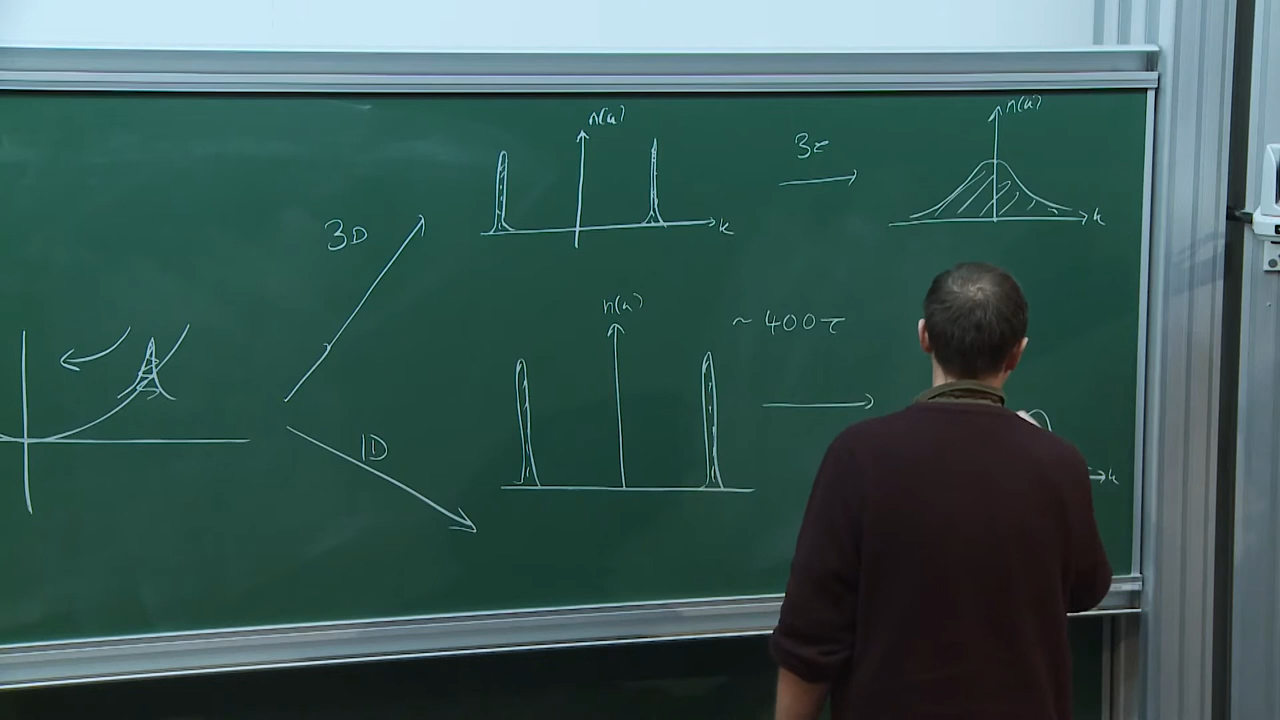 n(k)
k
3τ
n(k)
k
3D
n(k)
~ 400τ
1D
k